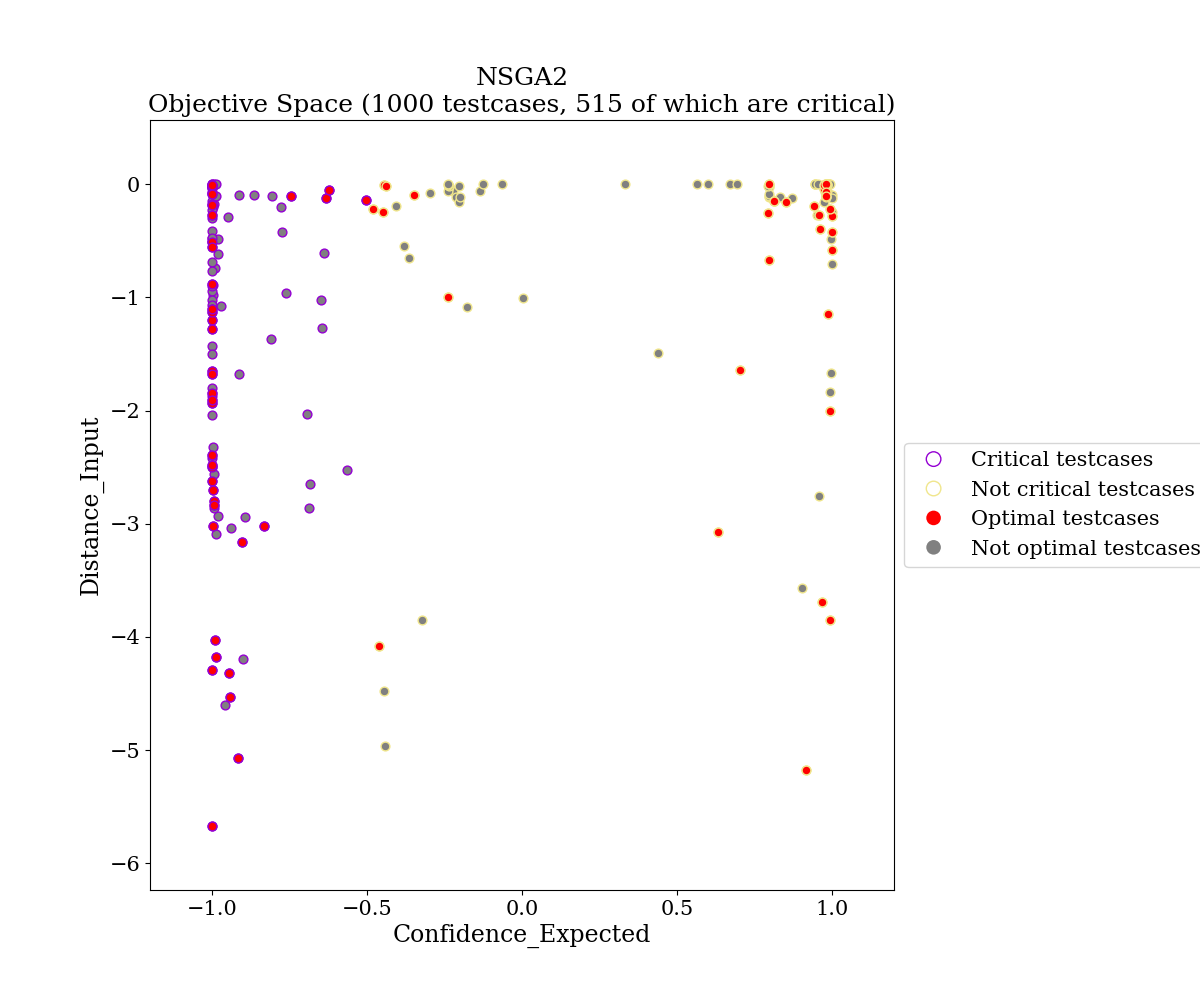 NSGA2
Objective Space (1000 testcases, 515 of which are critical)
0
−1
−2
−3
−4
−5
−6
Distance_Input
−1.0
−0.5
0.0
0.5
1.0
Confidence_Expected
Critical testcases
Not critical testcases
Optimal testcases
Not optimal testcases